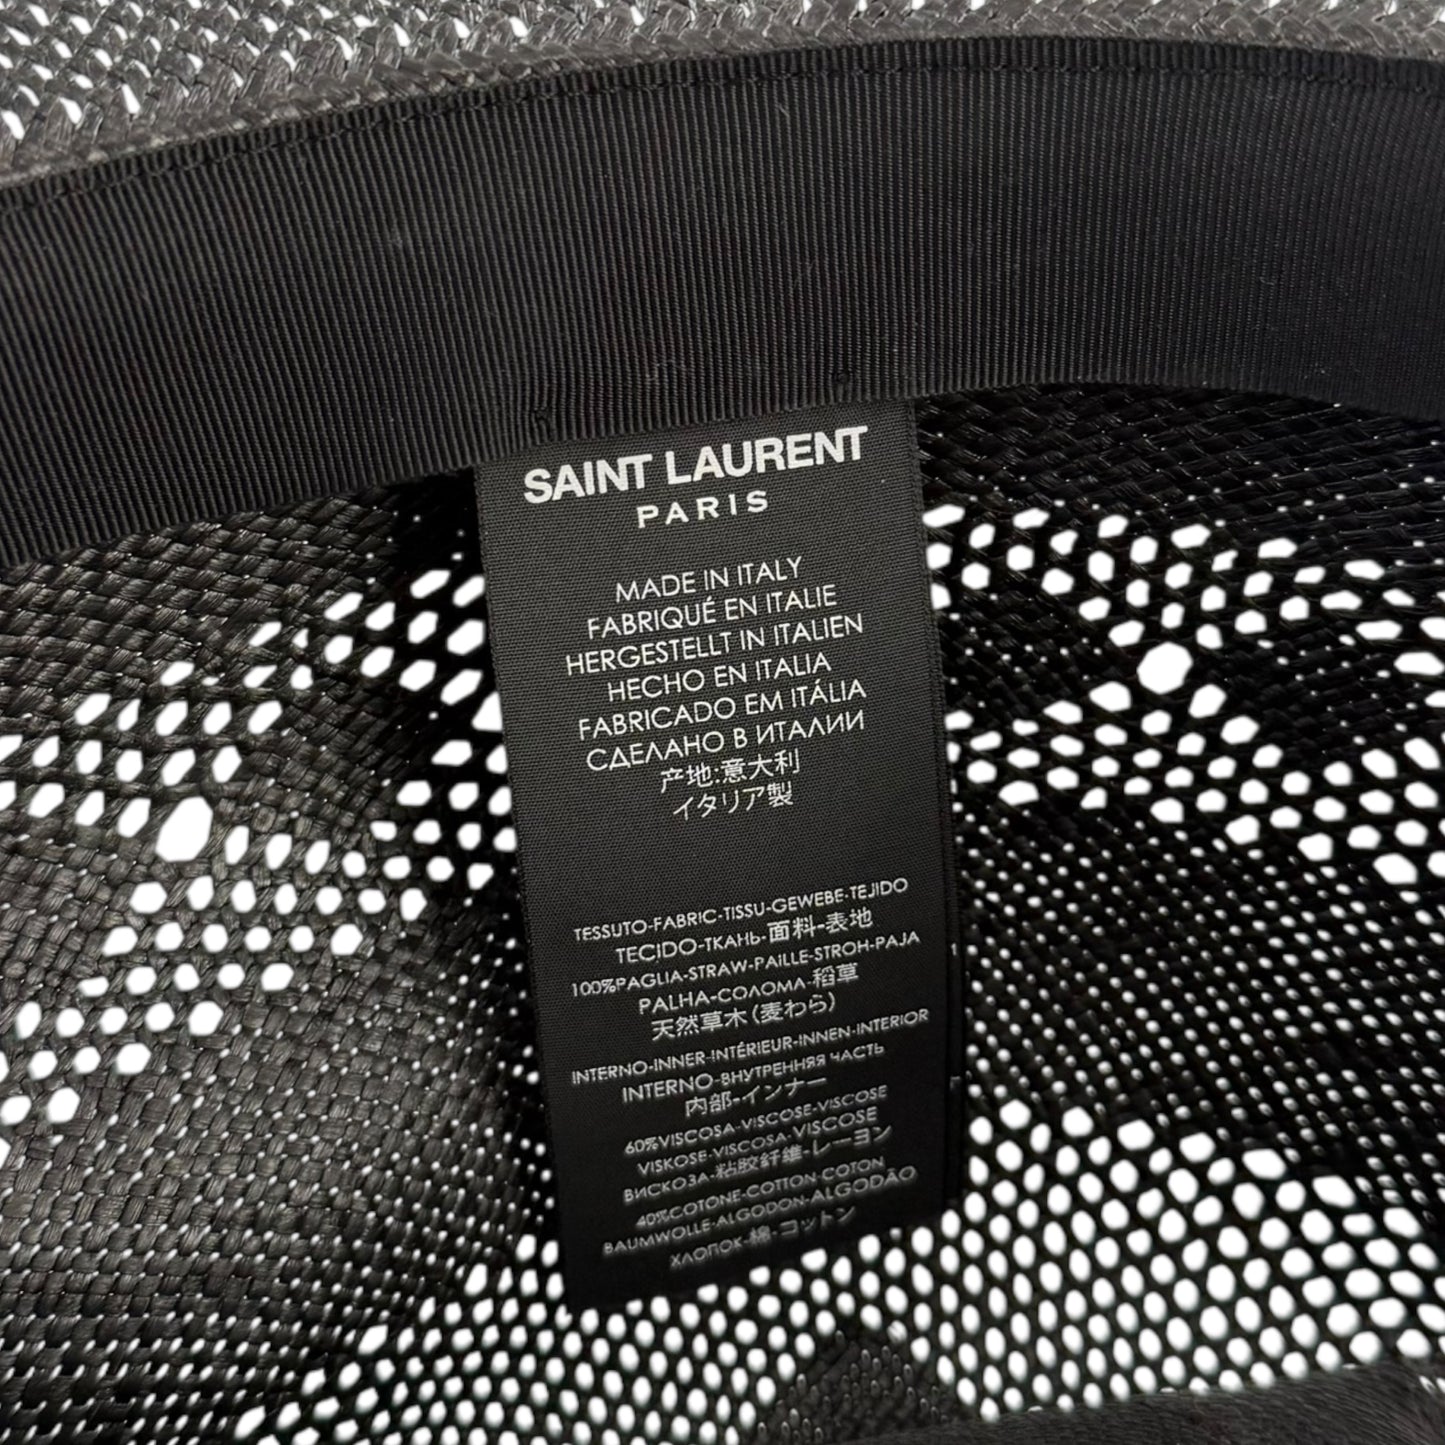 SAINT LAURENT
PARIS
MADE IN ITALY
FABRIQUÉ EN ITALIE
HERGESTELLT IN ITALIEN
HECHO EN ITALIA
FABRICADO EM ITÁLIA
СДЕЛАНО В ИТАЛИИ
产地:意大利
イタリア製
TESSUTO-FABRIC-TISSU-GEWEBE-TEJIDO
TECIDO-ТКАНЬ-面料-表地
100%PAGLIA-STRAW-PAILLE-STROH-PAJA
PALHA-СОЛОМА-稻草
天然草木(麦わら)
INTERNO-INNER-INTÉRIEUR-INNEN-INTERIOR
INTERNO-ВНУТРЕННЯЯ ЧАСТЬ
内部-インナー
60%VISCOSA-VISCOSE-VISCOSE
VISKOSE-VISCOSA-VISCOSE
ВИСКОЗА-粘胶纤维-レーヨン
40%COTONE-COTTON-COTON
BAUMWOLLE-ALGODON-ALGODÃO
ХЛОПОК-棉-コットン